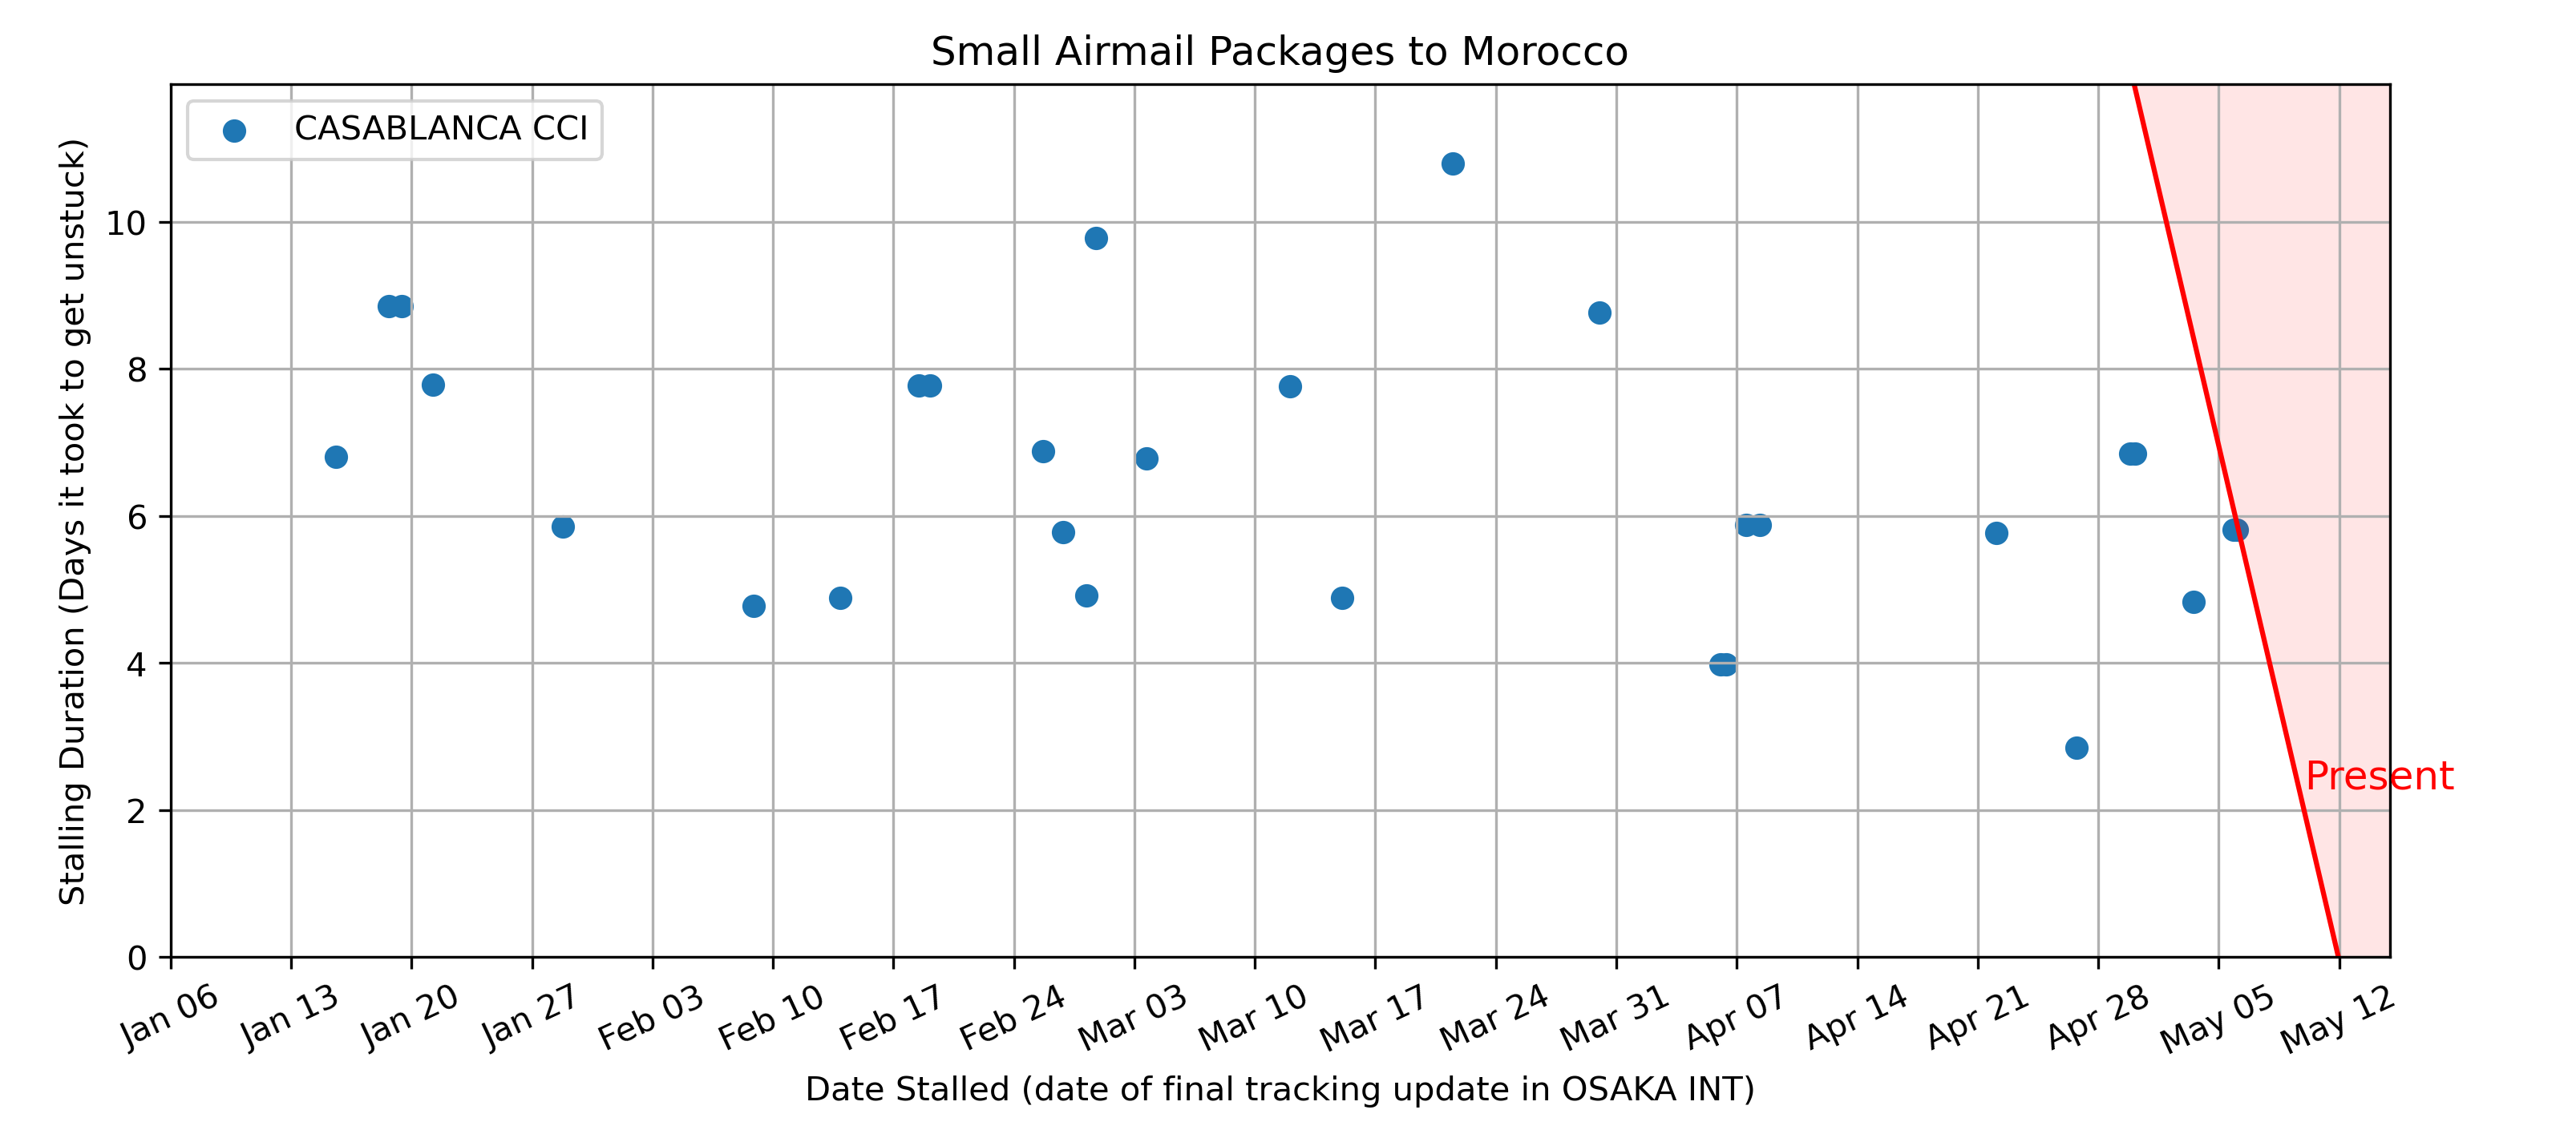 Small Airmail Packages to Morocco
CASABLANCA CCI
Stalling Duration (Days it took to get unstuck)
10
8
6
4
2
0
Present
Jan 06
Jan 13
Jan 20
Jan 27
Feb 03
Feb 10
Feb 17
Feb 24
Mar 03
Mar 10
Mar 17
Mar 24
Mar 31
Apr 07
Apr 14
Apr 21
Apr 28
May 05
May 12
Date Stalled (date of final tracking update in OSAKA INT)